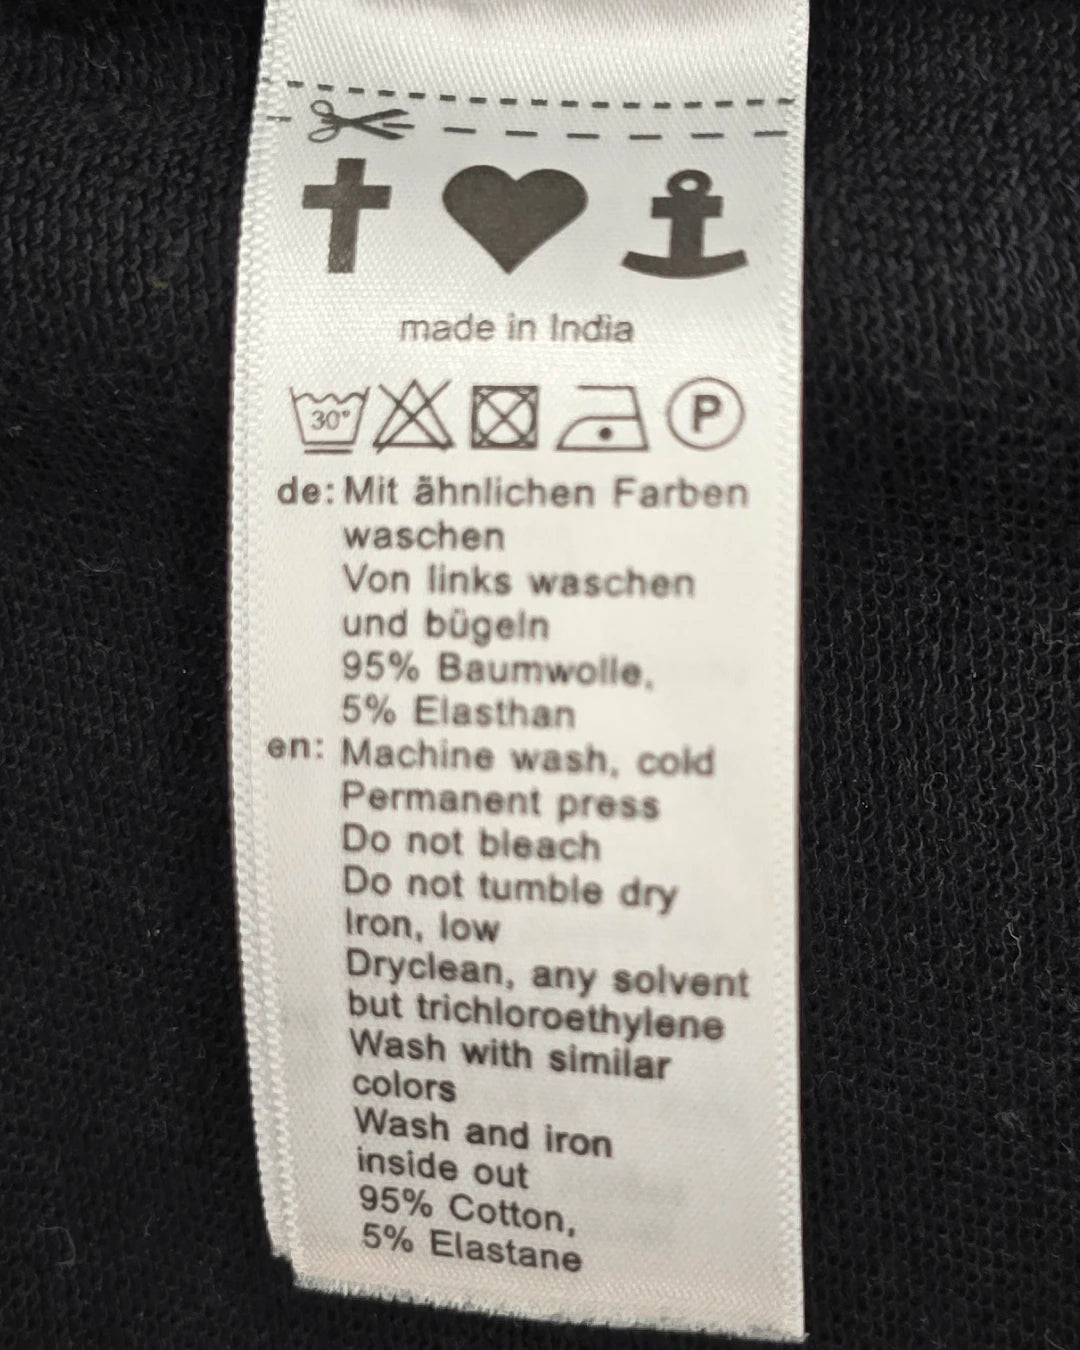 made in India
30°
P
de: Mit ähnlichen Farben
waschen
Von links waschen
und bügeln
95% Baumwolle,
5% Elasthan
en: Machine wash, cold
Permanent press
Do not bleach
Do not tumble dry
Iron, low
Dryclean, any solvent
but trichloroethylene
Wash with similar
colors
Wash and iron
inside out
95% Cotton,
5% Elastane